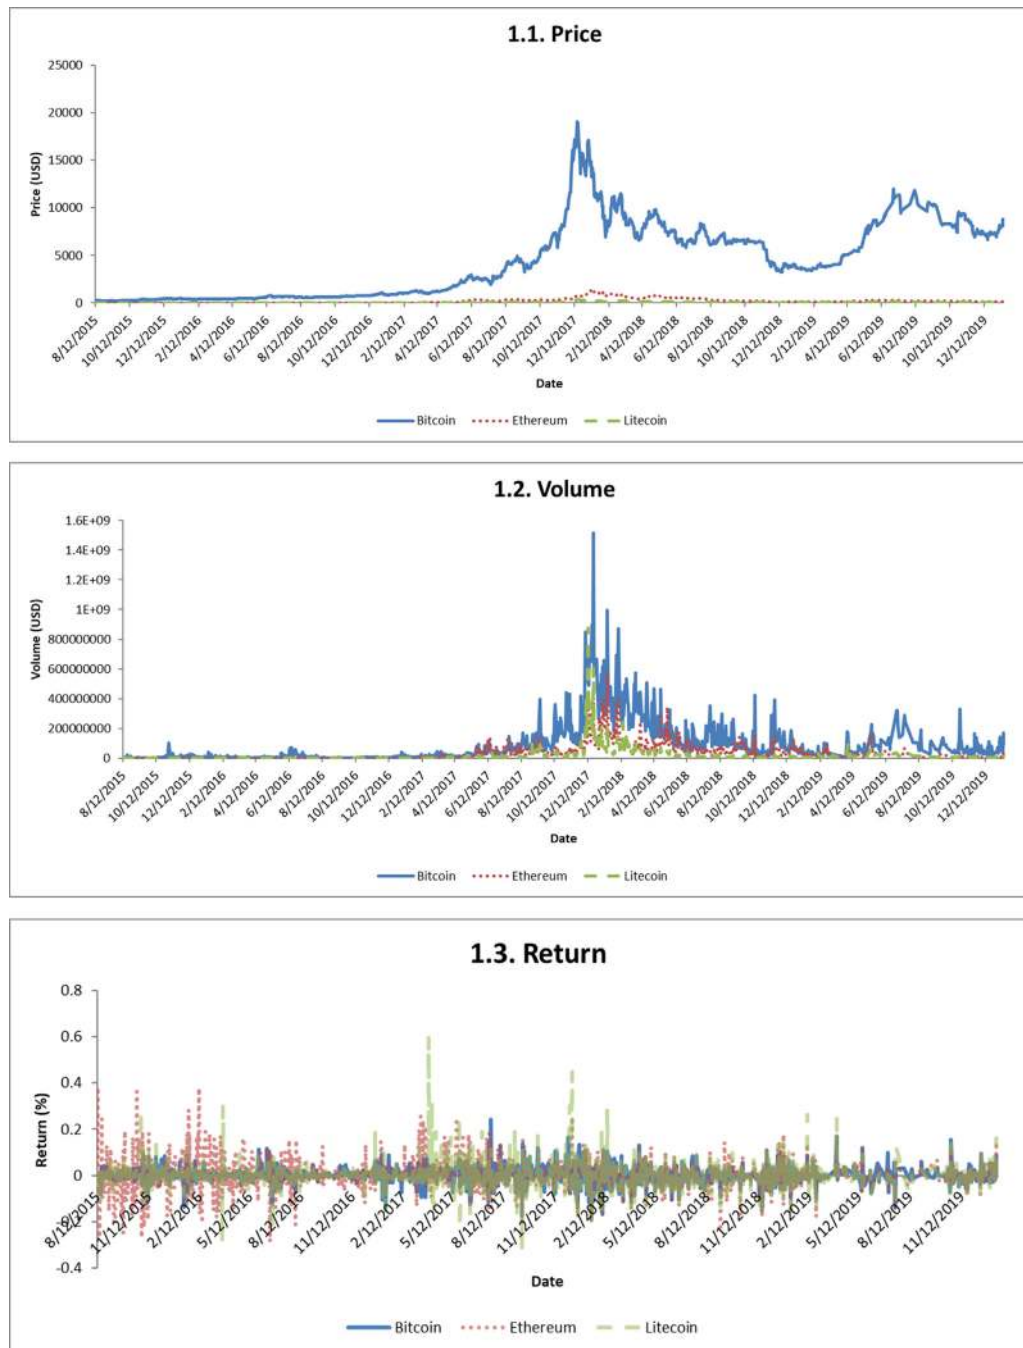 1.1. Price
25000
20000
15000
10000
5000
0
Price (USD)
8/12/2015 10/12/2015 12/12/2015 2/12/2016 4/12/2016 6/12/2016 8/12/2016 10/12/2016 12/12/2016 2/12/2017 4/12/2017 6/12/2017 8/12/2017 10/12/2017 12/12/2017 2/12/2018 4/12/2018 6/12/2018 8/12/2018 10/12/2018 12/12/2018 2/12/2019 4/12/2019 6/12/2019 8/12/2019 10/12/2019 12/12/2019
Date
Bitcoin Ethereum Litecoin
1.2. Volume
1.6E+09
1.4E+09
1.2E+09
1E+09
800000000
600000000
400000000
200000000
0
Volume (USD)
8/12/2015 10/12/2015 12/12/2015 2/12/2016 4/12/2016 6/12/2016 8/12/2016 10/12/2016 12/12/2016 2/12/2017 4/12/2017 6/12/2017 8/12/2017 10/12/2017 12/12/2017 2/12/2018 4/12/2018 6/12/2018 8/12/2018 10/12/2018 12/12/2018 2/12/2019 4/12/2019 6/12/2019 8/12/2019 10/12/2019 12/12/2019
Date
Bitcoin Ethereum Litecoin
1.3. Return
0.8
0.6
0.4
0.2
0
-0.2
-0.4
Return (%)
8/12/2015 11/12/2015 2/12/2016 5/12/2016 8/12/2016 11/12/2016 2/12/2017 5/12/2017 8/12/2017 11/12/2017 2/12/2018 5/12/2018 8/12/2018 11/12/2018 2/12/2019 5/12/2019 8/12/2019 11/12/2019
Date
Bitcoin Ethereum Litecoin